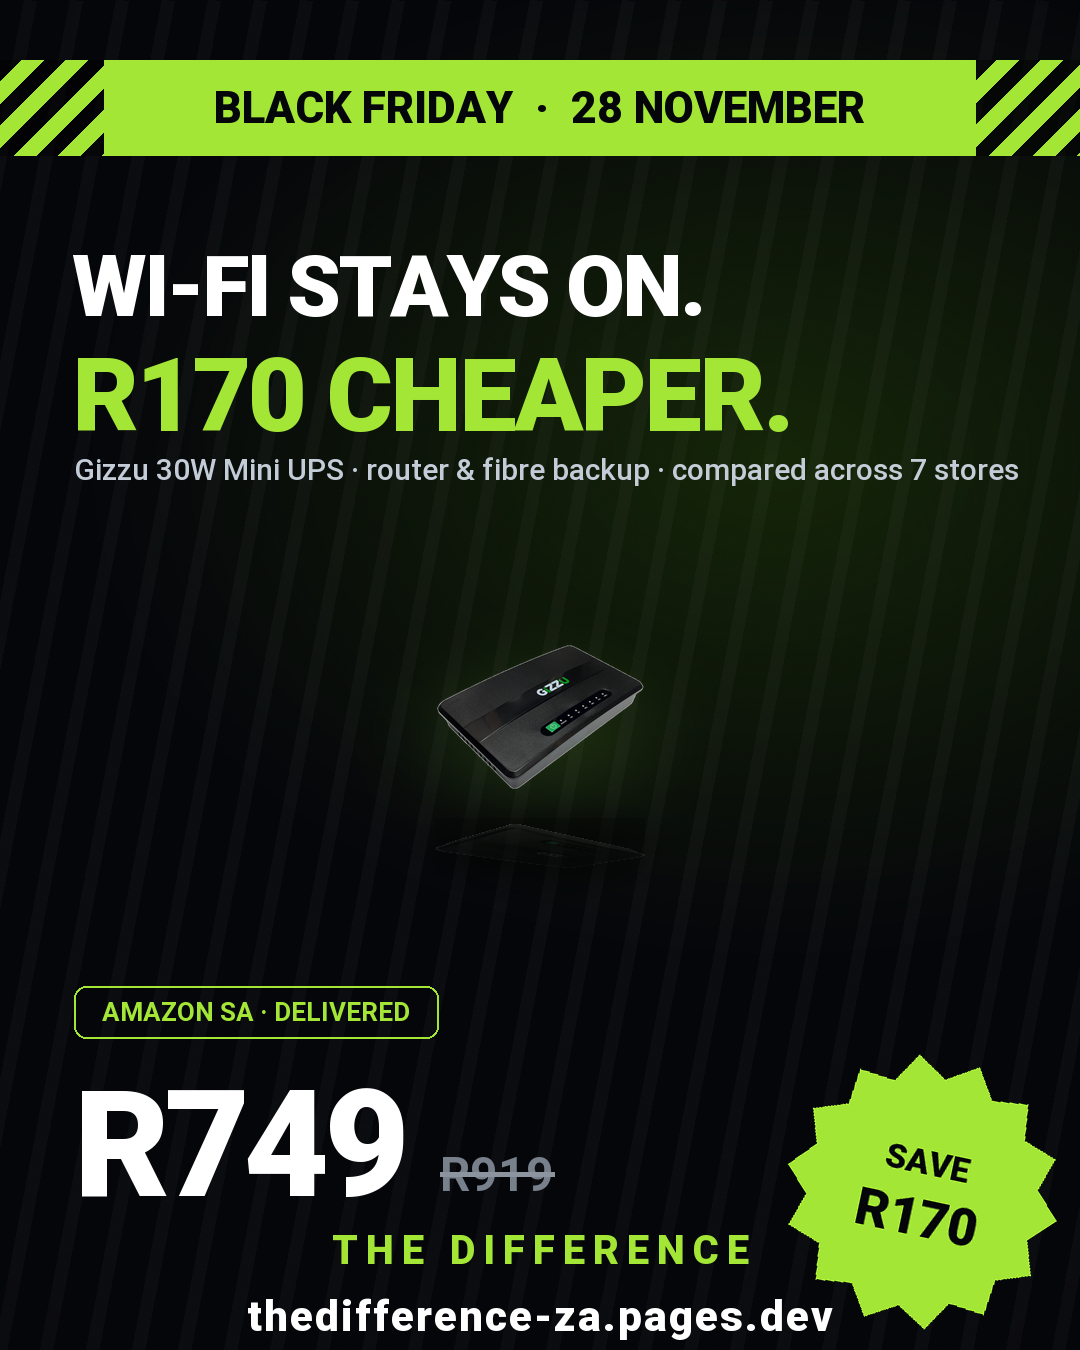 BLACK FRIDAY · 28 NOVEMBER
WI-FI STAYS ON.
R170 CHEAPER.
Gizzu 30W Mini UPS · router & fibre backup · compared across 7 stores
GIZZU
AMAZON SA · DELIVERED
R749
R919
SAVE
R170
THE DIFFERENCE
thedifference-za.pages.dev